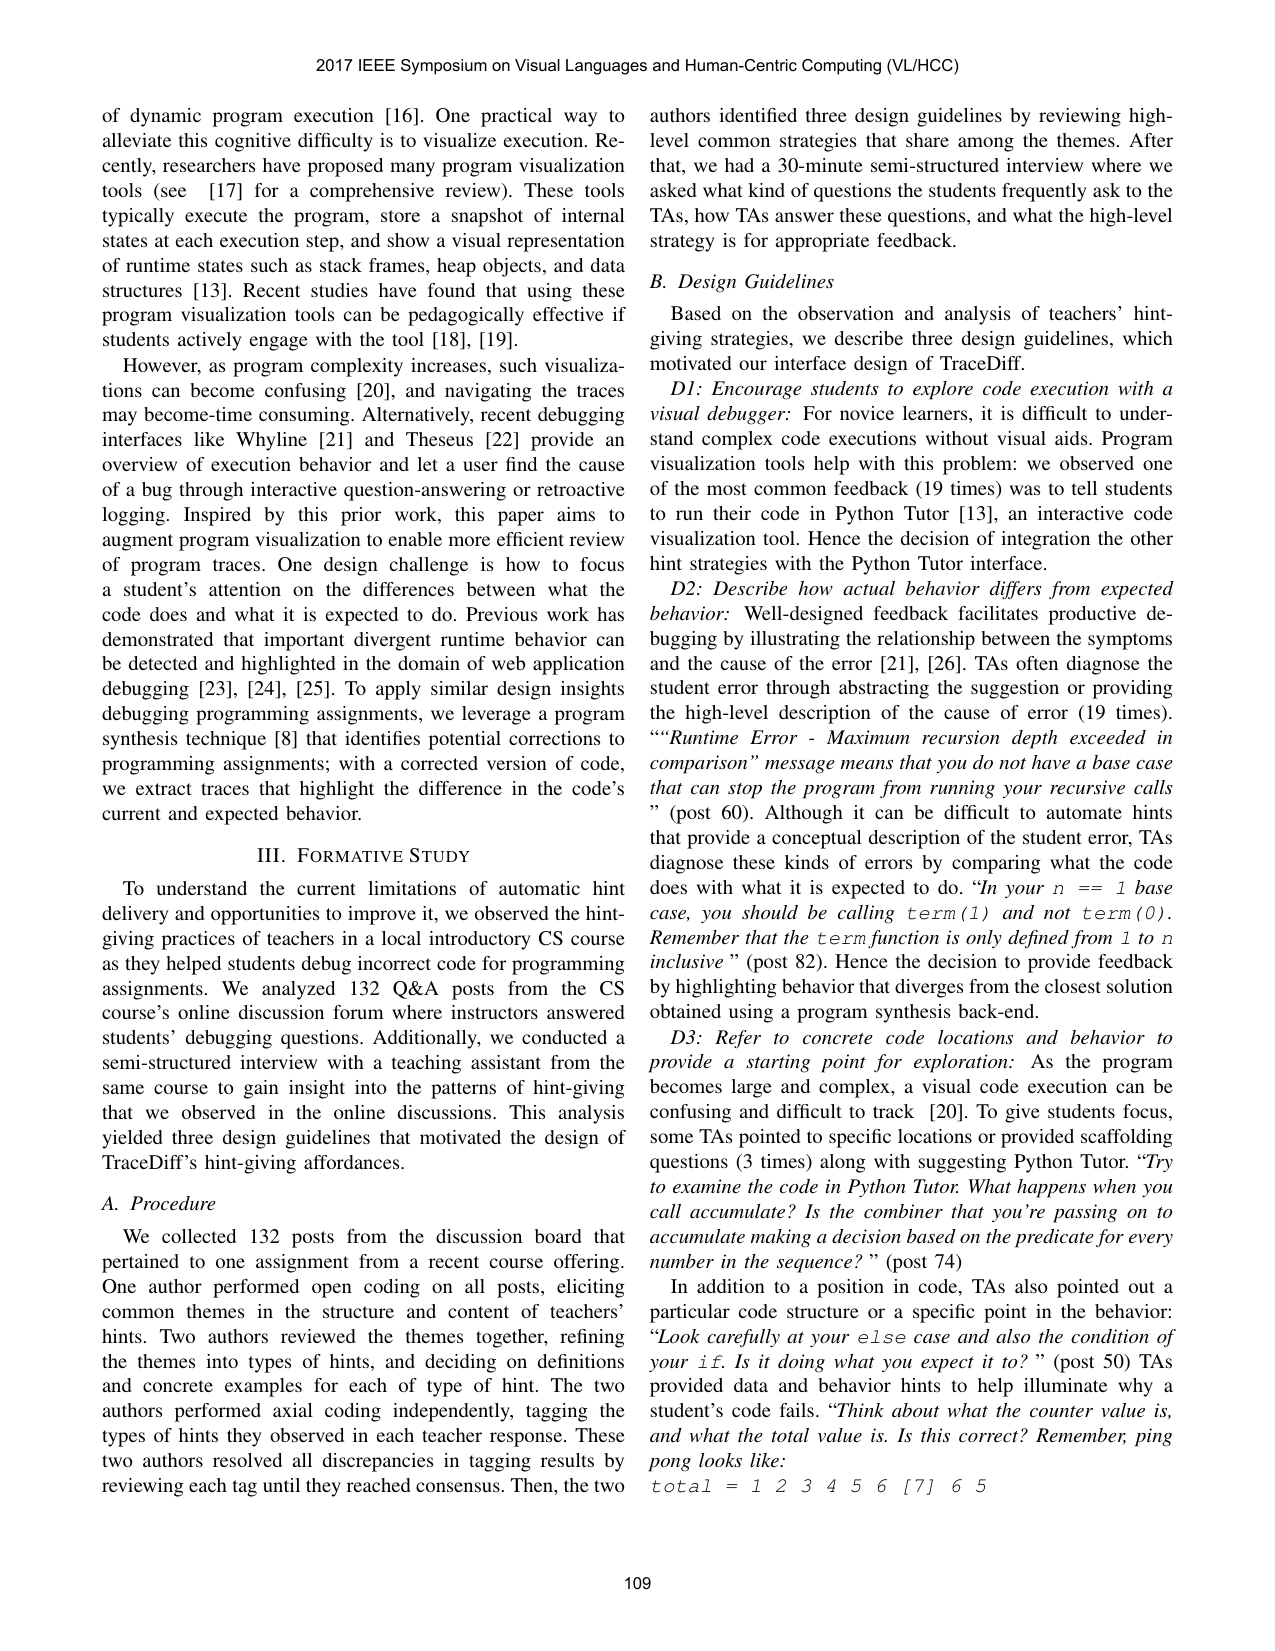 2017 IEEE Symposium on Visual Languages and Human-Centric Computing (VL/HCC)
of dynamic program execution [16]. One practical way to
alleviate this cognitive difficulty is to visualize execution. Re-
cently, researchers have proposed many program visualization
tools (see [17] for a comprehensive review). These tools
typically execute the program, store a snapshot of internal
states at each execution step, and show a visual representation
of runtime states such as stack frames, heap objects, and data
structures [13]. Recent studies have found that using these
program visualization tools can be pedagogically effective if
students actively engage with the tool [18], [19].
However, as program complexity increases, such visualiza-
tions can become confusing [20], and navigating the traces
may become-time consuming. Alternatively, recent debugging
interfaces like Whyline [21] and Theseus [22] provide an
overview of execution behavior and let a user find the cause
of a bug through interactive question-answering or retroactive
logging. Inspired by this prior work, this paper aims to
augment program visualization to enable more efficient review
of program traces. One design challenge is how to focus
a student's attention on the differences between what the
code does and what it is expected to do. Previous work has
demonstrated that important divergent runtime behavior can
be detected and highlighted in the domain of web application
debugging [23], [24], [25]. To apply similar design insights
debugging programming assignments, we leverage a program
synthesis technique [8] that identifies potential corrections to
programming assignments; with a corrected version of code,
we extract traces that highlight the difference in the code's
current and expected behavior.
III. FORMATIVE STUDY
To understand the current limitations of automatic hint
delivery and opportunities to improve it, we observed the hint-
giving practices of teachers in a local introductory CS course
as they helped students debug incorrect code for programming
assignments. We analyzed 132 Q&A posts from the CS
course's online discussion forum where instructors answered
students' debugging questions. Additionally, we conducted a
semi-structured interview with a teaching assistant from the
same course to gain insight into the patterns of hint-giving
that we observed in the online discussions. This analysis
yielded three design guidelines that motivated the design of
TraceDiff's hint-giving affordances.
A. Procedure
We collected 132 posts from the discussion board that
pertained to one assignment from a recent course offering.
One author performed open coding on all posts, eliciting
common themes in the structure and content of teachers'
hints. Two authors reviewed the themes together, refining
the themes into types of hints, and deciding on definitions
and concrete examples for each of type of hint. The two
authors performed axial coding independently, tagging the
types of hints they observed in each teacher response. These
two authors resolved all discrepancies in tagging results by
reviewing each tag until they reached consensus. Then, the two
authors identified three design guidelines by reviewing high-
level common strategies that share among the themes. After
that, we had a 30-minute semi-structured interview where we
asked what kind of questions the students frequently ask to the
TAs, how TAs answer these questions, and what the high-level
strategy is for appropriate feedback.
B. Design Guidelines
Based on the observation and analysis of teachers' hint-
giving strategies, we describe three design guidelines, which
motivated our interface design of TraceDiff.
D1: Encourage students to explore code execution with a
visual debugger: For novice learners, it is difficult to under-
stand complex code executions without visual aids. Program
visualization tools help with this problem: we observed one
of the most common feedback (19 times) was to tell students
to run their code in Python Tutor [13], an interactive code
visualization tool. Hence the decision of integration the other
hint strategies with the Python Tutor interface.
D2: Describe how actual behavior differs from expected
behavior: Well-designed feedback facilitates productive de-
bugging by illustrating the relationship between the symptoms
and the cause of the error [21], [26]. TAs often diagnose the
student error through abstracting the suggestion or providing
the high-level description of the cause of error (19 times).
““Runtime Error - Maximum recursion depth exceeded in
comparison” message means that you do not have a base case
that can stop the program from running your recursive calls
” (post 60). Although it can be difficult to automate hints
that provide a conceptual description of the student error, TAs
diagnose these kinds of errors by comparing what the code
does with what it is expected to do. “In your n == 1 base
case, you should be calling term(1) and not term(0).
Remember that the term function is only defined from 1 to n
inclusive ” (post 82). Hence the decision to provide feedback
by highlighting behavior that diverges from the closest solution
obtained using a program synthesis back-end.
D3: Refer to concrete code locations and behavior to
provide a starting point for exploration: As the program
becomes large and complex, a visual code execution can be
confusing and difficult to track [20]. To give students focus,
some TAs pointed to specific locations or provided scaffolding
questions (3 times) along with suggesting Python Tutor. “Try
to examine the code in Python Tutor. What happens when you
call accumulate? Is the combiner that you're passing on to
accumulate making a decision based on the predicate for every
number in the sequence? ” (post 74)
In addition to a position in code, TAs also pointed out a
particular code structure or a specific point in the behavior:
“Look carefully at your else case and also the condition of
your if. Is it doing what you expect it to? ” (post 50) TAs
provided data and behavior hints to help illuminate why a
student's code fails. “Think about what the counter value is,
and what the total value is. Is this correct? Remember, ping
pong looks like:
total = 1 2 3 4 5 6 [7] 6 5
109